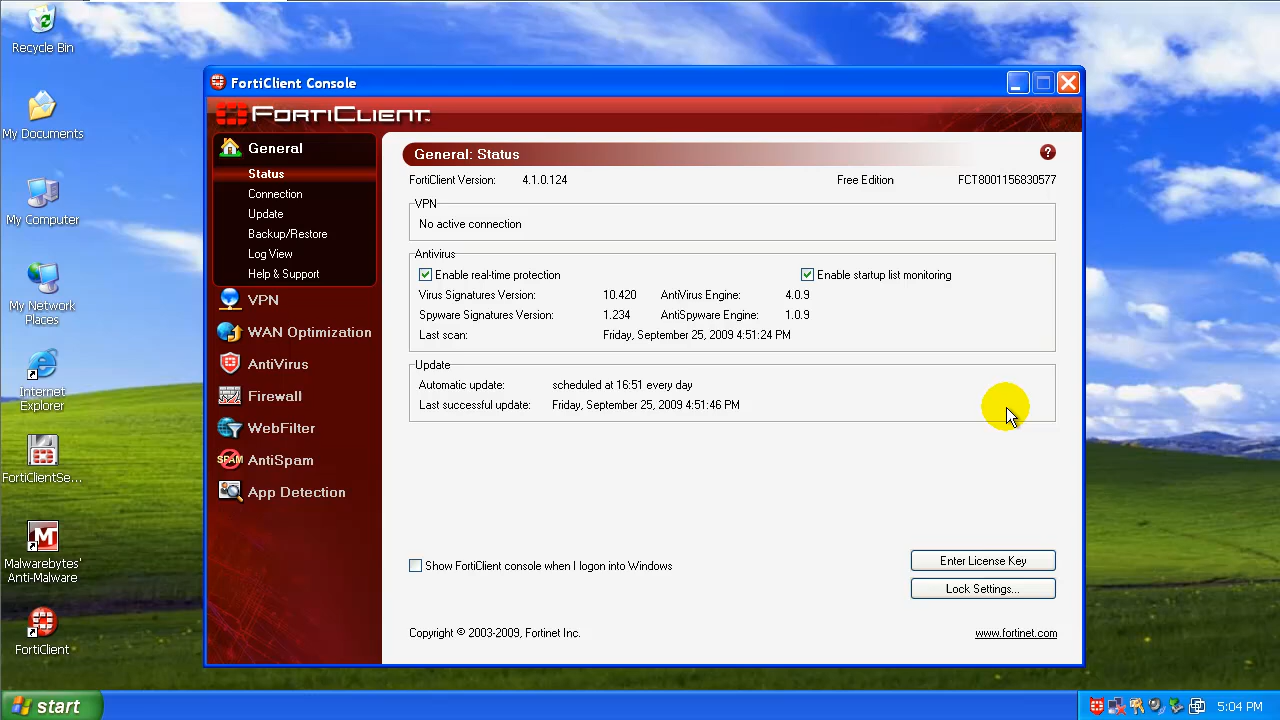 Recycle Bin
My Documents
My Computer
My Network
Places
Internet
Explorer
FortiClientSe...
Malwarebytes'
Anti-Malware
FortiClient
FortiClient Console
FORTICLIENT
General
Status
Connection
Update
Backup/Restore
Log View
Help & Support
VPN
WAN Optimization
AntiVirus
Firewall
WebFilter
SPAM
AntiSpam
App Detection
General: Status
?
FortiClient Version: 4.1.0.124 Free Edition FCT8001156830577
VPN
No active connection
Antivirus
Enable real-time protection Enable startup list monitoring
Virus Signatures Version: 10.420 AntiVirus Engine: 4.0.9
Spyware Signatures Version: 1.234 AntiSpyware Engine: 1.0.9
Last scan: Friday, September 25, 2009 4:51:24 PM
Update
Automatic update: scheduled at 16:51 every day
Last successful update: Friday, September 25, 2009 4:51:46 PM
Show FortiClient console when I logon into Windows
Enter License Key
Lock Settings...
Copyright © 2003-2009, Fortinet Inc.
www.fortinet.com
start
5:04 PM